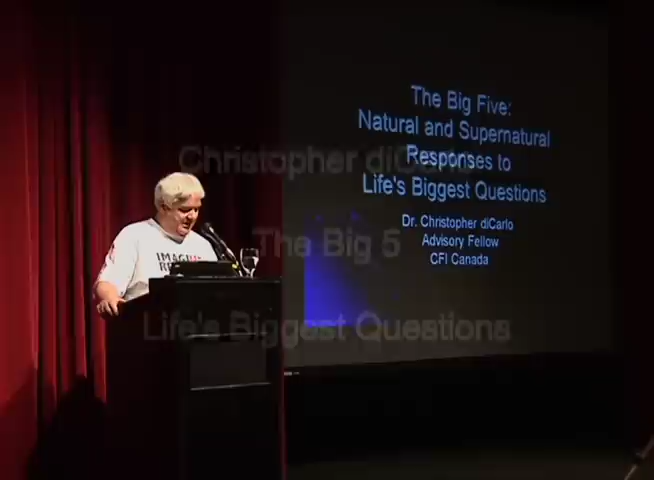 The Big Five:
Natural and Supernatural
Responses to
Life's Biggest Questions
Dr. Christopher diCarlo
Advisory Fellow
CFI Canada
Christopher diCarlo
The Big 5
Life's Biggest Questions